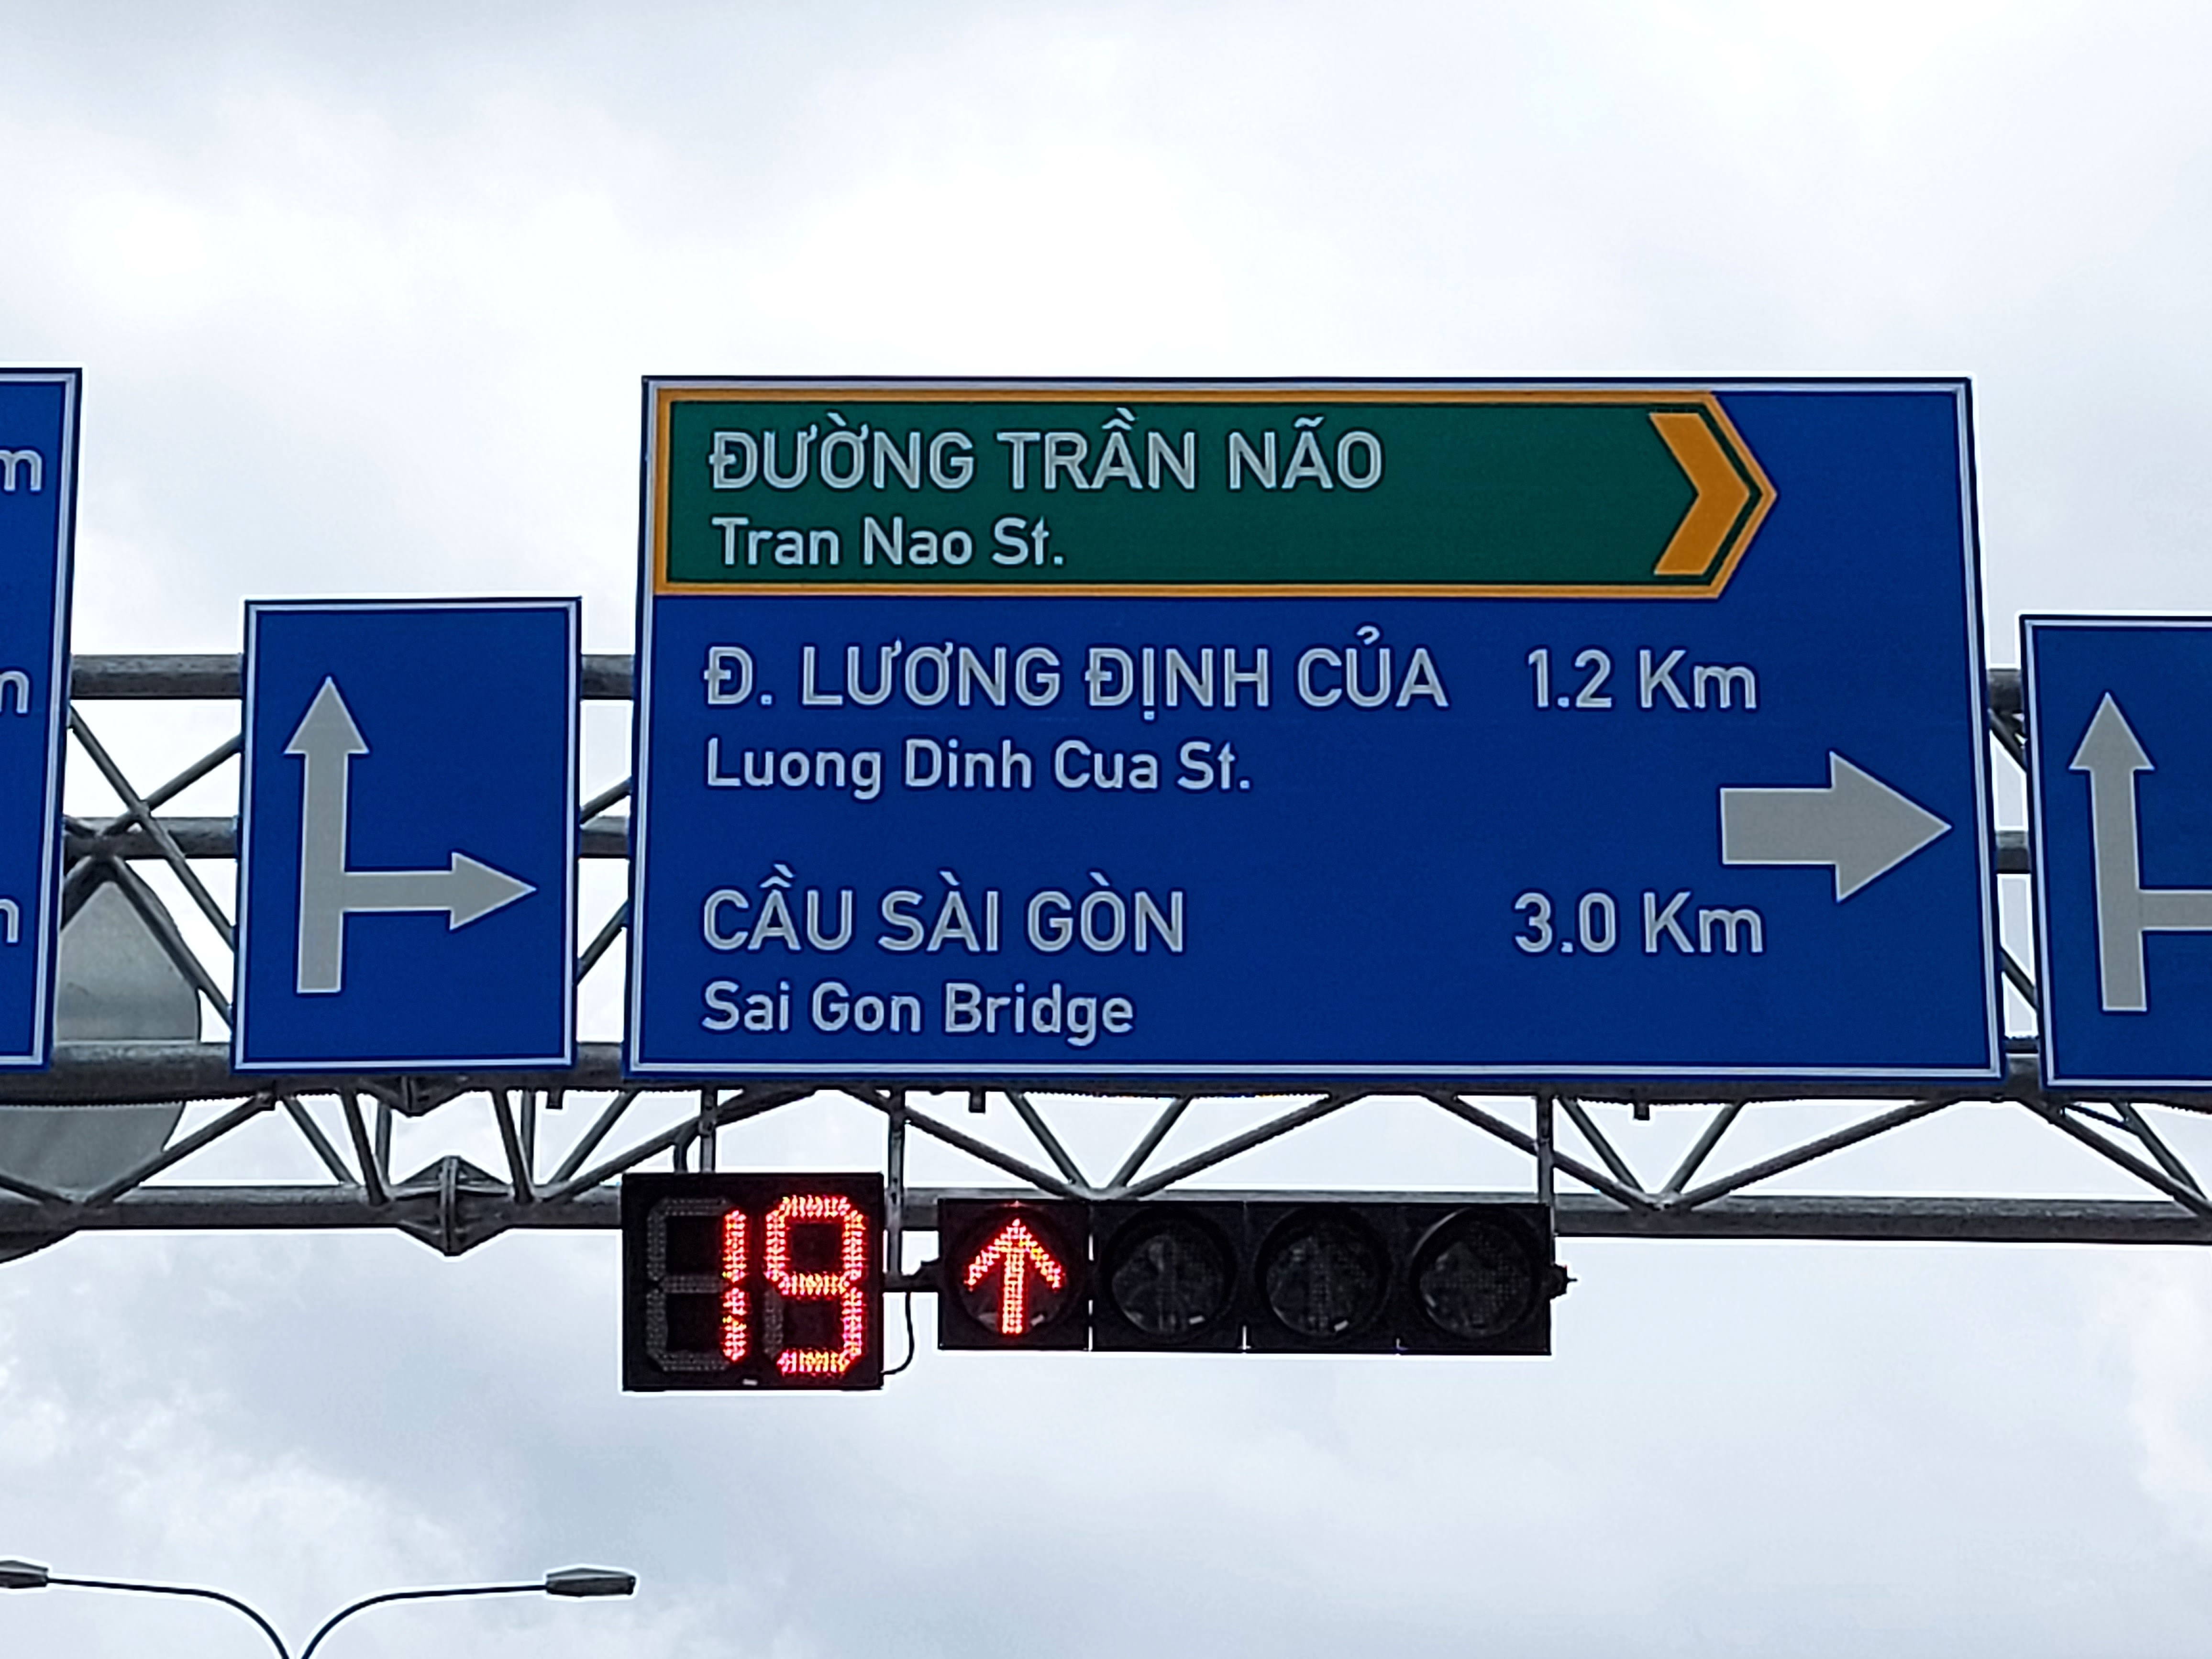 ĐƯỜNG TRẦN NÃO
Tran Nao St.
Đ. LƯƠNG ĐỊNH CỦA 1.2 Km
Luong Dinh Cua St.
CẦU SÀI GÒN 3.0 Km
Sai Gon Bridge
19